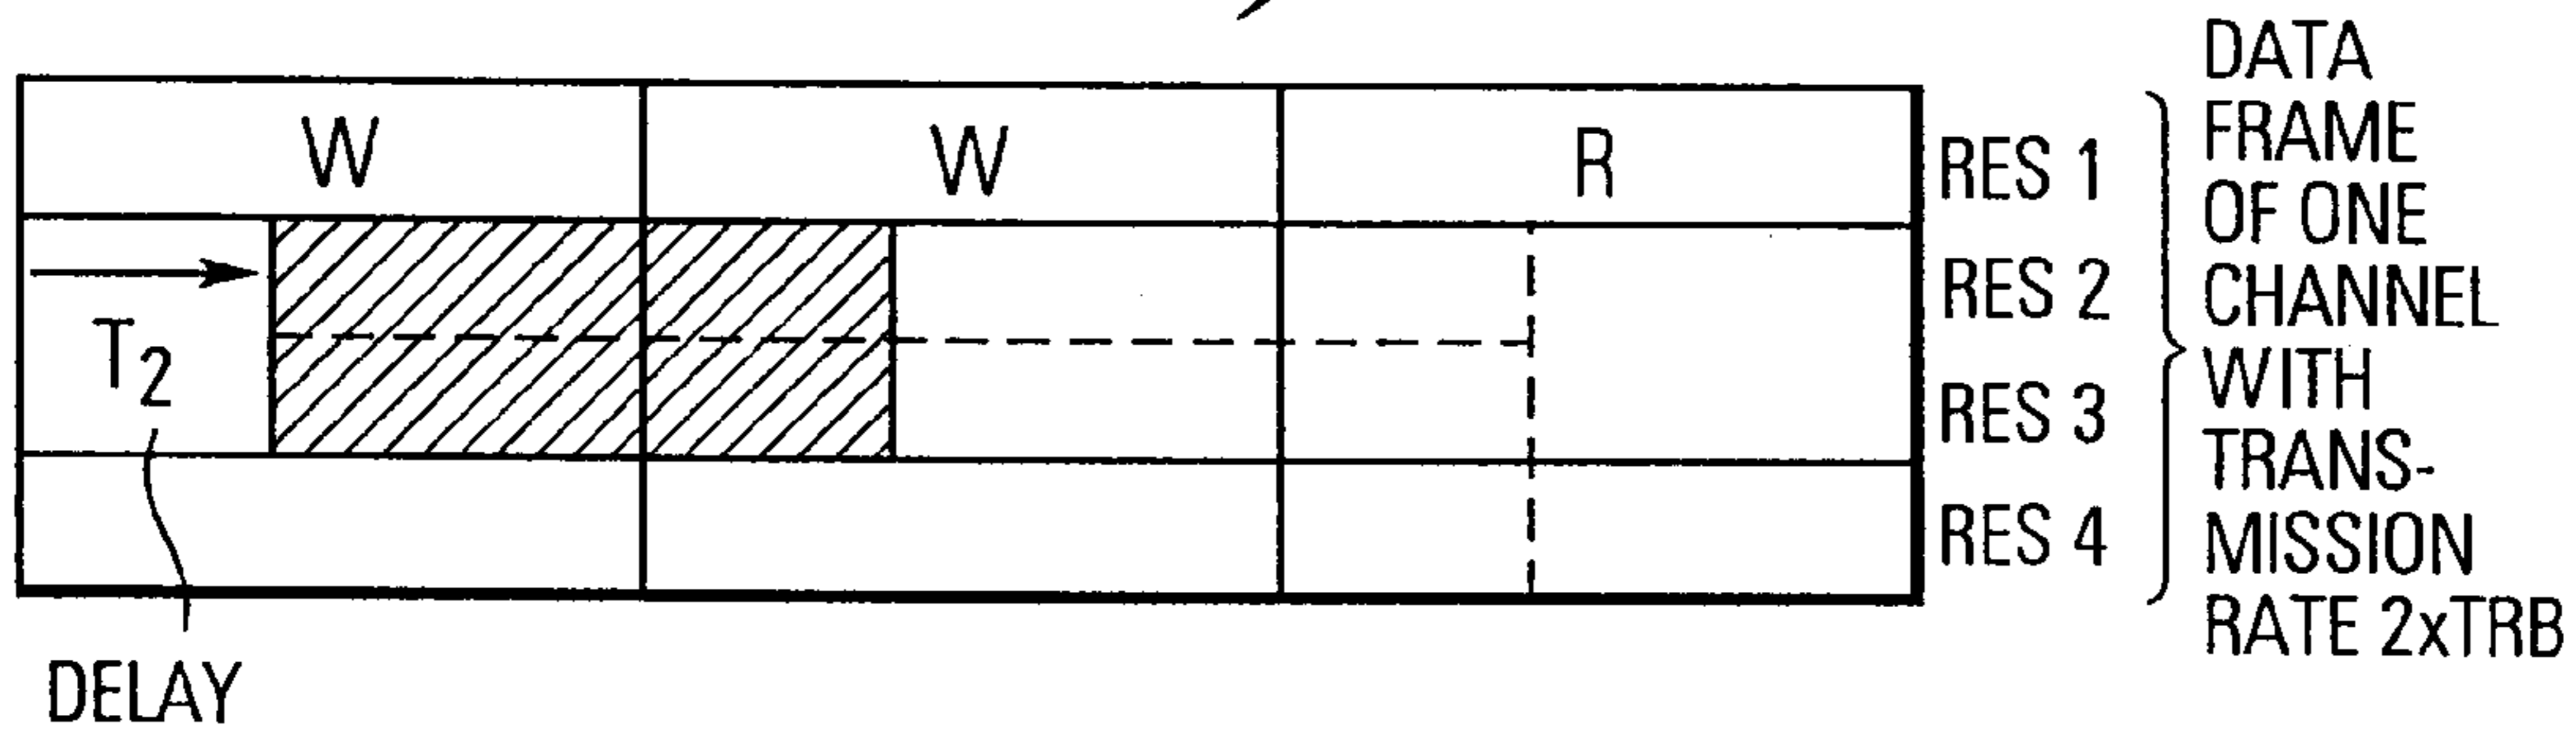 W
W
R
RES 1
RES 2
RES 3
RES 4
T2
DELAY
DATA
FRAME
OF ONE
CHANNEL
WITH
TRANS-
MISSION
RATE 2xTRB